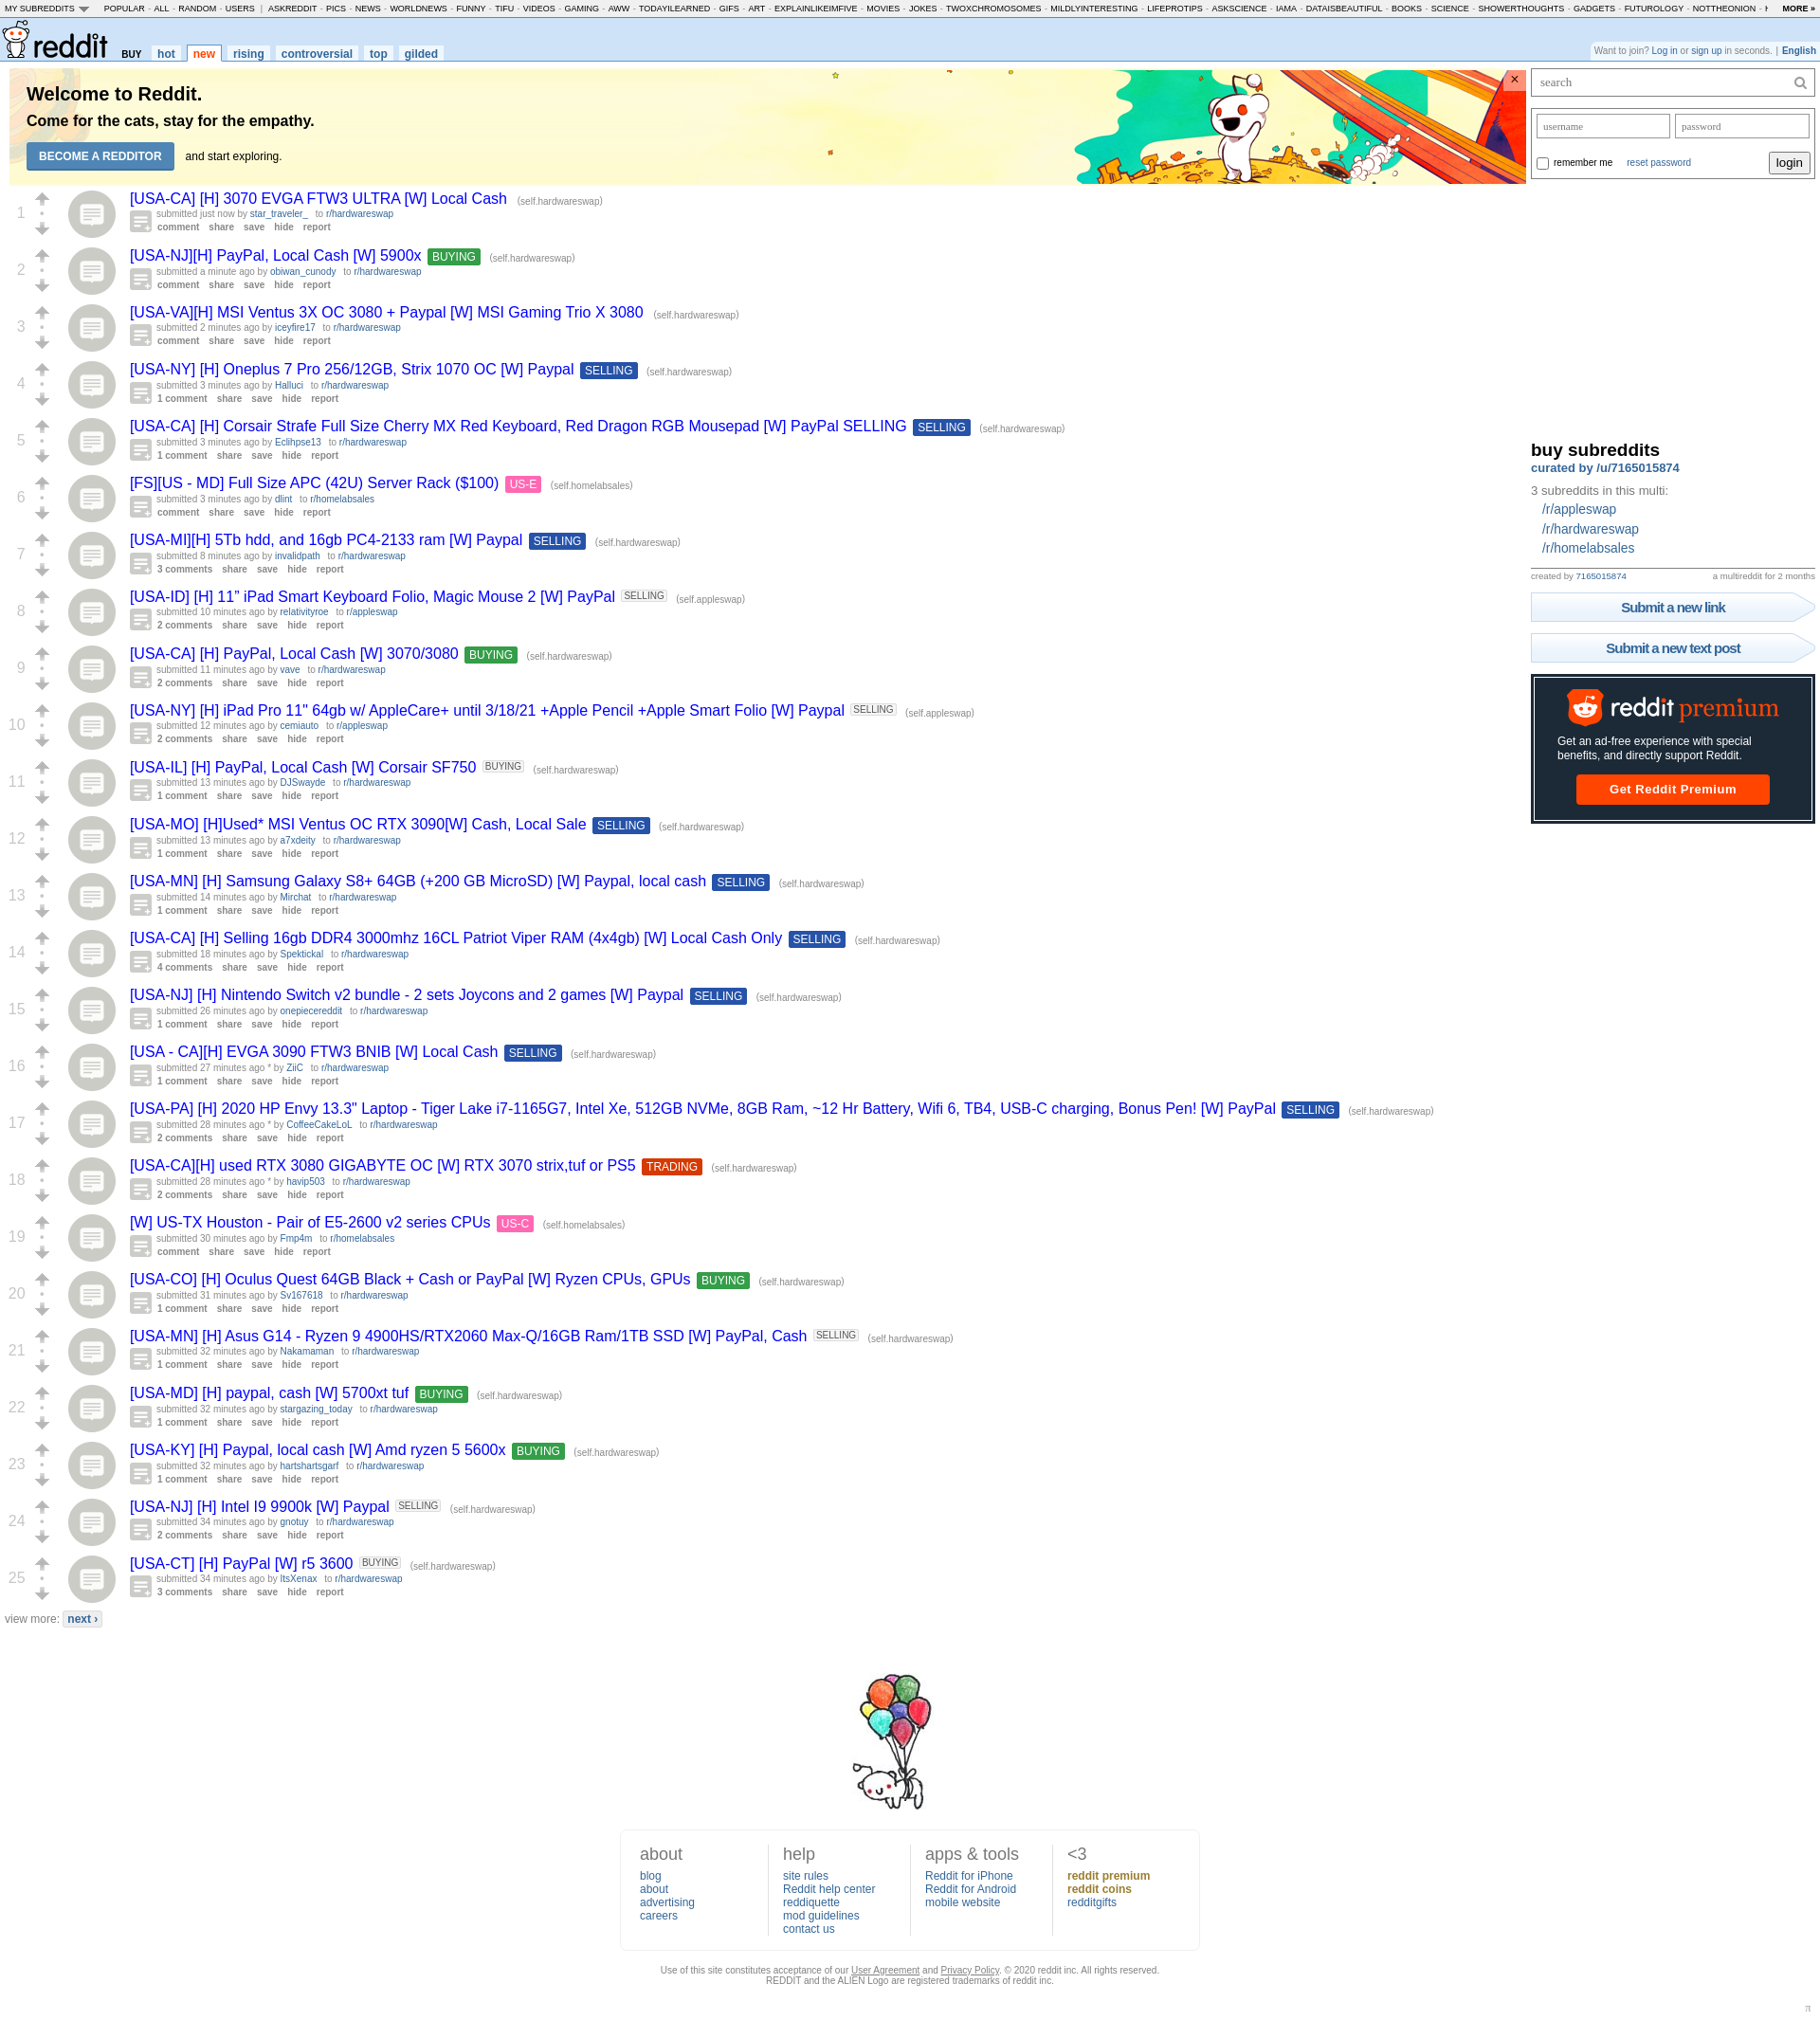 MY SUBREDDITS POPULAR - ALL - RANDOM - USERS | ASKREDDIT - PICS - NEWS - WORLDNEWS - FUNNY - TIFU - VIDEOS - GAMING - AWW - TODAYILEARNED - GIFS - ART - EXPLAINLIKEIMFIVE - MOVIES - JOKES - TWOXCHROMOSOMES - MILDLYINTERESTING - LIFEPROTIPS - ASKSCIENCE - IAMA - DATAISBEAUTIFUL - BOOKS - SCIENCE - SHOWERTHOUGHTS - GADGETS - FUTUROLOGY - NOTTHEONION - MORE »
reddit BUY hot new rising controversial top gilded
Want to join? Log in or sign up in seconds. | English
Welcome to Reddit.
Come for the cats, stay for the empathy.
BECOME A REDDITOR and start exploring.
×
search
username password
remember me reset password login
1
[USA-CA] [H] 3070 EVGA FTW3 ULTRA [W] Local Cash (self.hardwareswap)
submitted just now by star_traveler_ to r/hardwareswap
comment share save hide report
2
[USA-NJ][H] PayPal, Local Cash [W] 5900x BUYING (self.hardwareswap)
submitted a minute ago by obiwan_cunody to r/hardwareswap
comment share save hide report
3
[USA-VA][H] MSI Ventus 3X OC 3080 + Paypal [W] MSI Gaming Trio X 3080 (self.hardwareswap)
submitted 2 minutes ago by iceyfire17 to r/hardwareswap
comment share save hide report
4
[USA-NY] [H] Oneplus 7 Pro 256/12GB, Strix 1070 OC [W] Paypal SELLING (self.hardwareswap)
submitted 3 minutes ago by Halluci to r/hardwareswap
1 comment share save hide report
5
[USA-CA] [H] Corsair Strafe Full Size Cherry MX Red Keyboard, Red Dragon RGB Mousepad [W] PayPal SELLING SELLING (self.hardwareswap)
submitted 3 minutes ago by Eclihpse13 to r/hardwareswap
1 comment share save hide report
6
[FS][US - MD] Full Size APC (42U) Server Rack ($100) US-E (self.homelabsales)
submitted 3 minutes ago by dlint to r/homelabsales
comment share save hide report
7
[USA-MI][H] 5Tb hdd, and 16gb PC4-2133 ram [W] Paypal SELLING (self.hardwareswap)
submitted 8 minutes ago by invalidpath to r/hardwareswap
3 comments share save hide report
8
[USA-ID] [H] 11” iPad Smart Keyboard Folio, Magic Mouse 2 [W] PayPal SELLING (self.appleswap)
submitted 10 minutes ago by relativityroe to r/appleswap
2 comments share save hide report
9
[USA-CA] [H] PayPal, Local Cash [W] 3070/3080 BUYING (self.hardwareswap)
submitted 11 minutes ago by vave to r/hardwareswap
2 comments share save hide report
10
[USA-NY] [H] iPad Pro 11" 64gb w/ AppleCare+ until 3/18/21 +Apple Pencil +Apple Smart Folio [W] Paypal SELLING (self.appleswap)
submitted 12 minutes ago by cemiauto to r/appleswap
2 comments share save hide report
11
[USA-IL] [H] PayPal, Local Cash [W] Corsair SF750 BUYING (self.hardwareswap)
submitted 13 minutes ago by DJSwayde to r/hardwareswap
1 comment share save hide report
12
[USA-MO] [H]Used* MSI Ventus OC RTX 3090[W] Cash, Local Sale SELLING (self.hardwareswap)
submitted 13 minutes ago by a7xdeity to r/hardwareswap
1 comment share save hide report
13
[USA-MN] [H] Samsung Galaxy S8+ 64GB (+200 GB MicroSD) [W] Paypal, local cash SELLING (self.hardwareswap)
submitted 14 minutes ago by Mirchat to r/hardwareswap
1 comment share save hide report
14
[USA-CA] [H] Selling 16gb DDR4 3000mhz 16CL Patriot Viper RAM (4x4gb) [W] Local Cash Only SELLING (self.hardwareswap)
submitted 18 minutes ago by Spektickal to r/hardwareswap
4 comments share save hide report
15
[USA-NJ] [H] Nintendo Switch v2 bundle - 2 sets Joycons and 2 games [W] Paypal SELLING (self.hardwareswap)
submitted 26 minutes ago by onepiecereddit to r/hardwareswap
1 comment share save hide report
16
[USA - CA][H] EVGA 3090 FTW3 BNIB [W] Local Cash SELLING (self.hardwareswap)
submitted 27 minutes ago * by ZiiC to r/hardwareswap
1 comment share save hide report
17
[USA-PA] [H] 2020 HP Envy 13.3" Laptop - Tiger Lake i7-1165G7, Intel Xe, 512GB NVMe, 8GB Ram, ~12 Hr Battery, Wifi 6, TB4, USB-C charging, Bonus Pen! [W] PayPal SELLING (self.hardwareswap)
submitted 28 minutes ago * by CoffeeCakeLoL to r/hardwareswap
2 comments share save hide report
18
[USA-CA][H] used RTX 3080 GIGABYTE OC [W] RTX 3070 strix,tuf or PS5 TRADING (self.hardwareswap)
submitted 28 minutes ago * by havip503 to r/hardwareswap
2 comments share save hide report
19
[W] US-TX Houston - Pair of E5-2600 v2 series CPUs US-C (self.homelabsales)
submitted 30 minutes ago by Fmp4m to r/homelabsales
comment share save hide report
20
[USA-CO] [H] Oculus Quest 64GB Black + Cash or PayPal [W] Ryzen CPUs, GPUs BUYING (self.hardwareswap)
submitted 31 minutes ago by Sv167618 to r/hardwareswap
1 comment share save hide report
21
[USA-MN] [H] Asus G14 - Ryzen 9 4900HS/RTX2060 Max-Q/16GB Ram/1TB SSD [W] PayPal, Cash SELLING (self.hardwareswap)
submitted 32 minutes ago by Nakamaman to r/hardwareswap
1 comment share save hide report
22
[USA-MD] [H] paypal, cash [W] 5700xt tuf BUYING (self.hardwareswap)
submitted 32 minutes ago by stargazing_today to r/hardwareswap
1 comment share save hide report
23
[USA-KY] [H] Paypal, local cash [W] Amd ryzen 5 5600x BUYING (self.hardwareswap)
submitted 32 minutes ago by hartshartsgarf to r/hardwareswap
1 comment share save hide report
24
[USA-NJ] [H] Intel I9 9900k [W] Paypal SELLING (self.hardwareswap)
submitted 34 minutes ago by gnotuy to r/hardwareswap
2 comments share save hide report
25
[USA-CT] [H] PayPal [W] r5 3600 BUYING (self.hardwareswap)
submitted 34 minutes ago by ItsXenax to r/hardwareswap
3 comments share save hide report
view more: next ›
buy subreddits
curated by /u/7165015874
3 subreddits in this multi:
/r/appleswap
/r/hardwareswap
/r/homelabsales
created by 7165015874 a multireddit for 2 months
Submit a new link
Submit a new text post
reddit premium
Get an ad-free experience with special
benefits, and directly support Reddit.
Get Reddit Premium
about
blog
about
advertising
careers
help
site rules
Reddit help center
reddiquette
mod guidelines
contact us
apps & tools
Reddit for iPhone
Reddit for Android
mobile website
<3
reddit premium
reddit coins
redditgifts
Use of this site constitutes acceptance of our User Agreement and Privacy Policy. © 2020 reddit inc. All rights reserved.
REDDIT and the ALIEN Logo are registered trademarks of reddit inc.
π